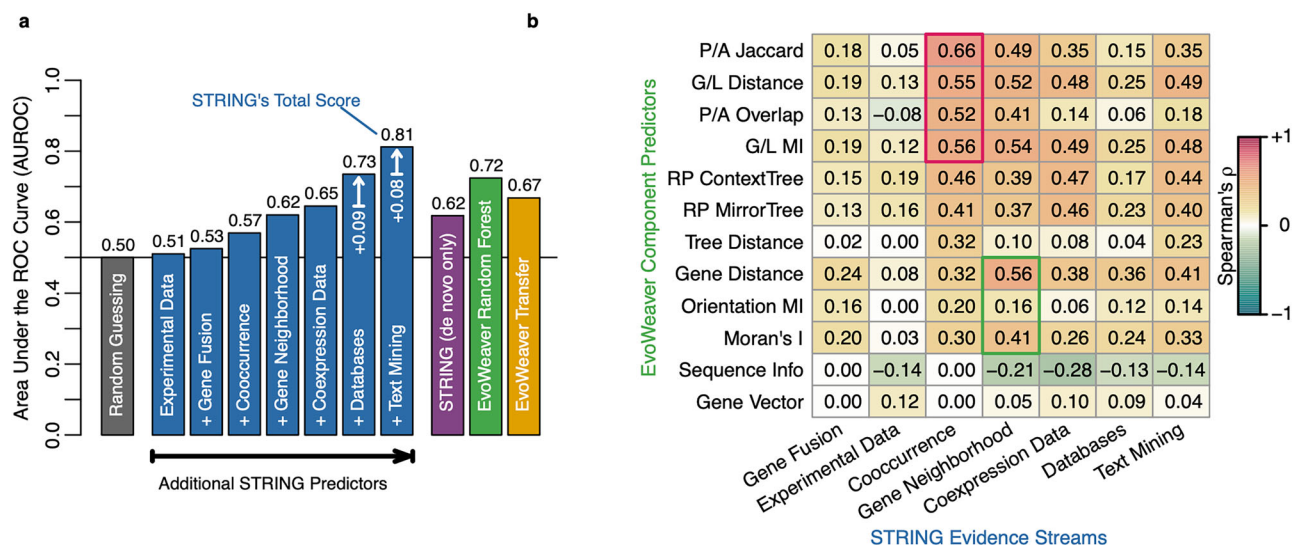 a
Area Under the ROC Curve (AUROC)
1.0
0.8
0.6
0.4
0.2
0.0
STRING's Total Score
0.50
0.51
0.53
0.57
0.62
0.65
0.73
0.81
0.62
0.72
0.67
+0.09
+0.08
Random Guessing
Experimental Data
+ Gene Fusion
+ Cooccurrence
+ Gene Neighborhood
+ Coexpression Data
+ Databases
+ Text Mining
STRING (de novo only)
EvoWeaver Random Forest
EvoWeaver Transfer
Additional STRING Predictors
b
EvoWeaver Component Predictors
P/A Jaccard 0.18 0.05 0.66 0.49 0.35 0.15 0.35
G/L Distance 0.19 0.13 0.55 0.52 0.48 0.25 0.49
P/A Overlap 0.13 −0.08 0.52 0.41 0.14 0.06 0.18
G/L MI 0.19 0.12 0.56 0.54 0.49 0.25 0.48
RP ContextTree 0.15 0.19 0.46 0.39 0.47 0.17 0.44
RP MirrorTree 0.13 0.16 0.41 0.37 0.46 0.23 0.40
Tree Distance 0.02 0.00 0.32 0.10 0.08 0.04 0.23
Gene Distance 0.24 0.08 0.32 0.56 0.38 0.36 0.41
Orientation MI 0.16 0.00 0.20 0.16 0.06 0.12 0.14
Moran's I 0.20 0.03 0.30 0.41 0.26 0.24 0.33
Sequence Info 0.00 −0.14 0.00 −0.21 −0.28 −0.13 −0.14
Gene Vector 0.00 0.12 0.00 0.05 0.10 0.09 0.04
Gene Fusion
Experimental Data
Cooccurrence
Gene Neighborhood
Coexpression Data
Databases
Text Mining
STRING Evidence Streams
Spearman's ρ
+1
0
−1